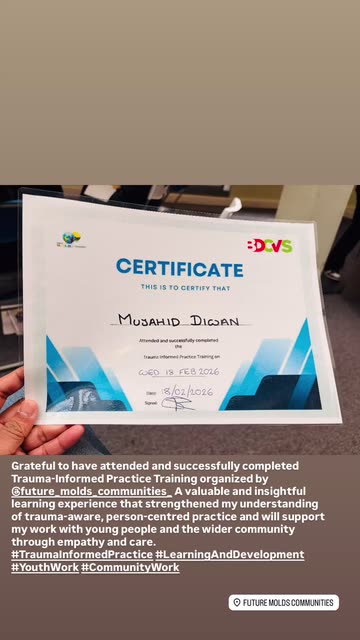 BDCVS
CERTIFICATE
THIS IS TO CERTIFY THAT
MUJAHID DIWAN
Attended and successfully completed
the
Trauma Informed Practice Training on
WED 18 FEB 2026
Date: 18/02/2026
Signed:
Grateful to have attended and successfully completed
Trauma-Informed Practice Training organized by
@future_molds_communities_ A valuable and insightful
learning experience that strengthened my understanding
of trauma-aware, person-centred practice and will support
my work with young people and the wider community
through empathy and care.
#TraumaInformedPractice #LearningAndDevelopment
#YouthWork #CommunityWork
FUTURE MOLDS COMMUNITIES